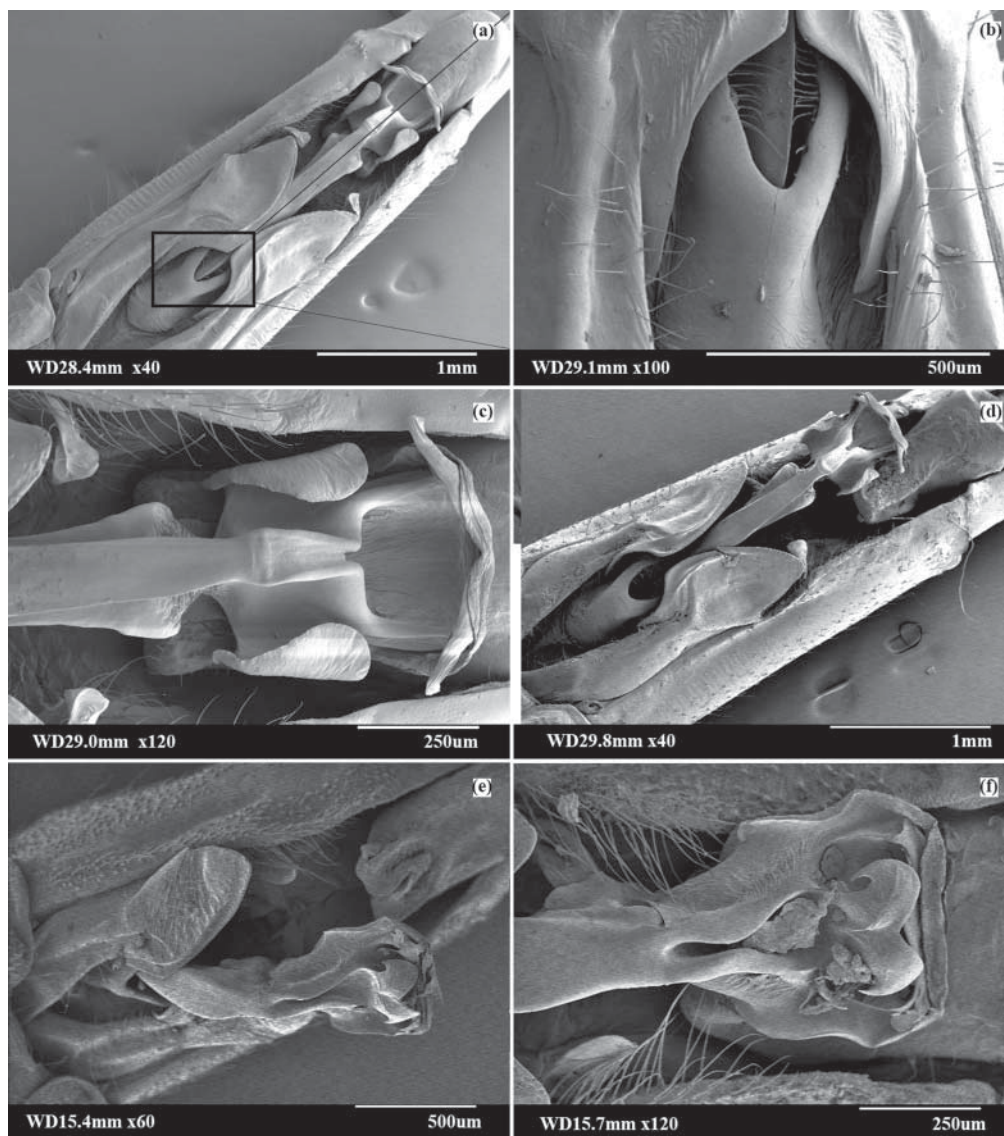 (a)
WD28.4mm x40 1mm
(b)
WD29.1mm x100 500um
(c)
WD29.0mm x120 250um
(d)
WD29.8mm x40 1mm
(e)
WD15.4mm x60 500um
(f)
WD15.7mm x120 250um